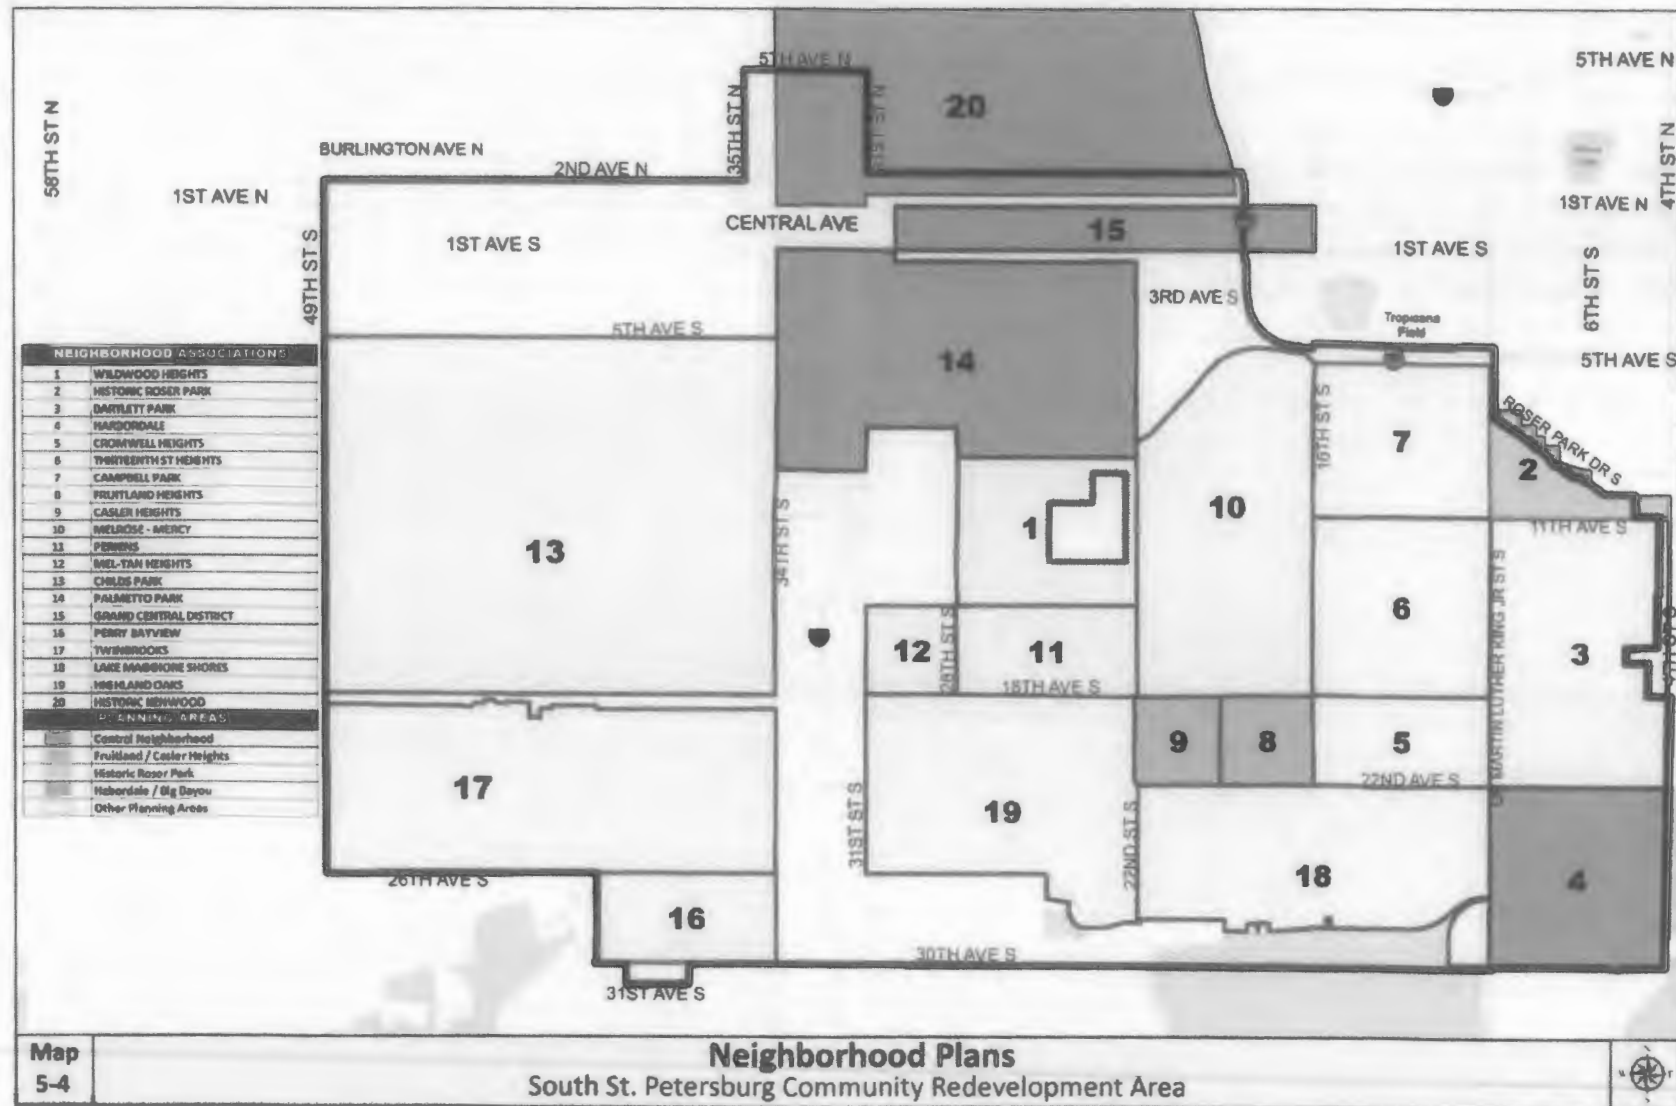 5TH AVE N
5TH AVE N
20
58TH ST N
35TH ST N
31ST ST N
4TH ST N
BURLINGTON AVE N
2ND AVE N
1ST AVE N
1ST AVE N
CENTRAL AVE
15
1ST AVE S
1ST AVE S
49TH ST S
6TH ST S
3RD AVE S
Tropicana
Field
5TH AVE S
5TH AVE S
14
NEIGHBORHOOD ASSOCIATIONS
1 WILDWOOD HEIGHTS
2 HISTORIC ROSER PARK
3 BARTLETT PARK
4 HARBORDALE
5 CROMWELL HEIGHTS
6 THIRTEENTH ST HEIGHTS
7 CAMPBELL PARK
8 FRUITLAND HEIGHTS
9 CASLER HEIGHTS
10 MELROSE - MERCY
11 PERKINS
12 MEL-TAN HEIGHTS
13 CHILDS PARK
14 PALMETTO PARK
15 GRAND CENTRAL DISTRICT
16 PERRY BAYVIEW
17 TWINBROOKS
18 LAKE MAGGIORE SHORES
19 HIGHLAND OAKS
20 HISTORIC KENWOOD
PLANNING AREAS
Central Neighborhood
Fruitland / Casler Heights
Historic Roser Park
Habordale / Big Bayou
Other Planning Areas
16TH ST S
ROSER PARK DR S
7
2
10
1
13
34TH ST S
11TH AVE S
6
3
12
28TH ST S
11
18TH AVE S
DR MARTIN LUTHER KING JR ST S
9
8
5
22ND AVE S
17
19
31ST ST S
22ND ST S
18
4
26TH AVE S
16
30TH AVE S
31ST AVE S
Map
5-4
Neighborhood Plans
South St. Petersburg Community Redevelopment Area